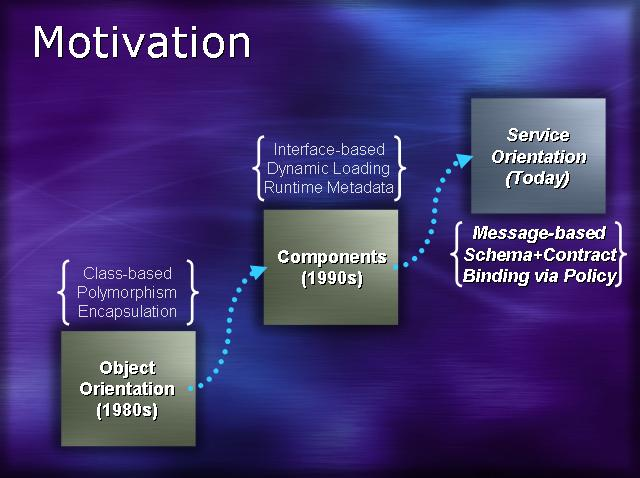 Motivation
Class-based
Polymorphism
Encapsulation
Object
Orientation
(1980s)
Interface-based
Dynamic Loading
Runtime Metadata
Components
(1990s)
Service
Orientation
(Today)
Message-based
Schema+Contract
Binding via Policy